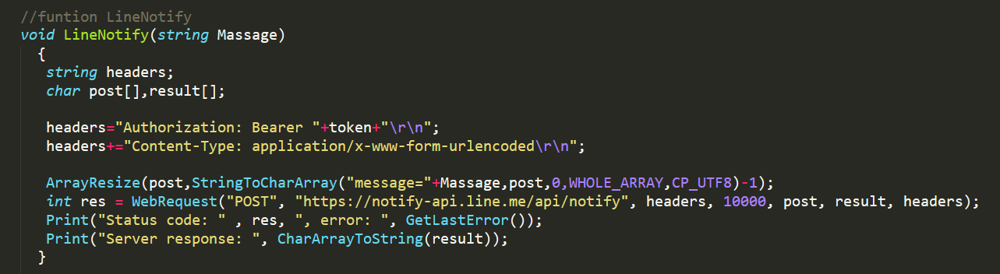 //funtion LineNotify
void LineNotify(string Massage)
{
string headers;
char post[],result[];
headers="Authorization: Bearer "+token+"\r\n";
headers+="Content-Type: application/x-www-form-urlencoded\r\n";
ArrayResize(post,StringToCharArray("message="+Massage,post,0,WHOLE_ARRAY,CP_UTF8)-1);
int res = WebRequest("POST", "https://notify-api.line.me/api/notify", headers, 10000, post, result, headers);
Print("Status code: " , res, ", error: ", GetLastError());
Print("Server response: ", CharArrayToString(result));
}